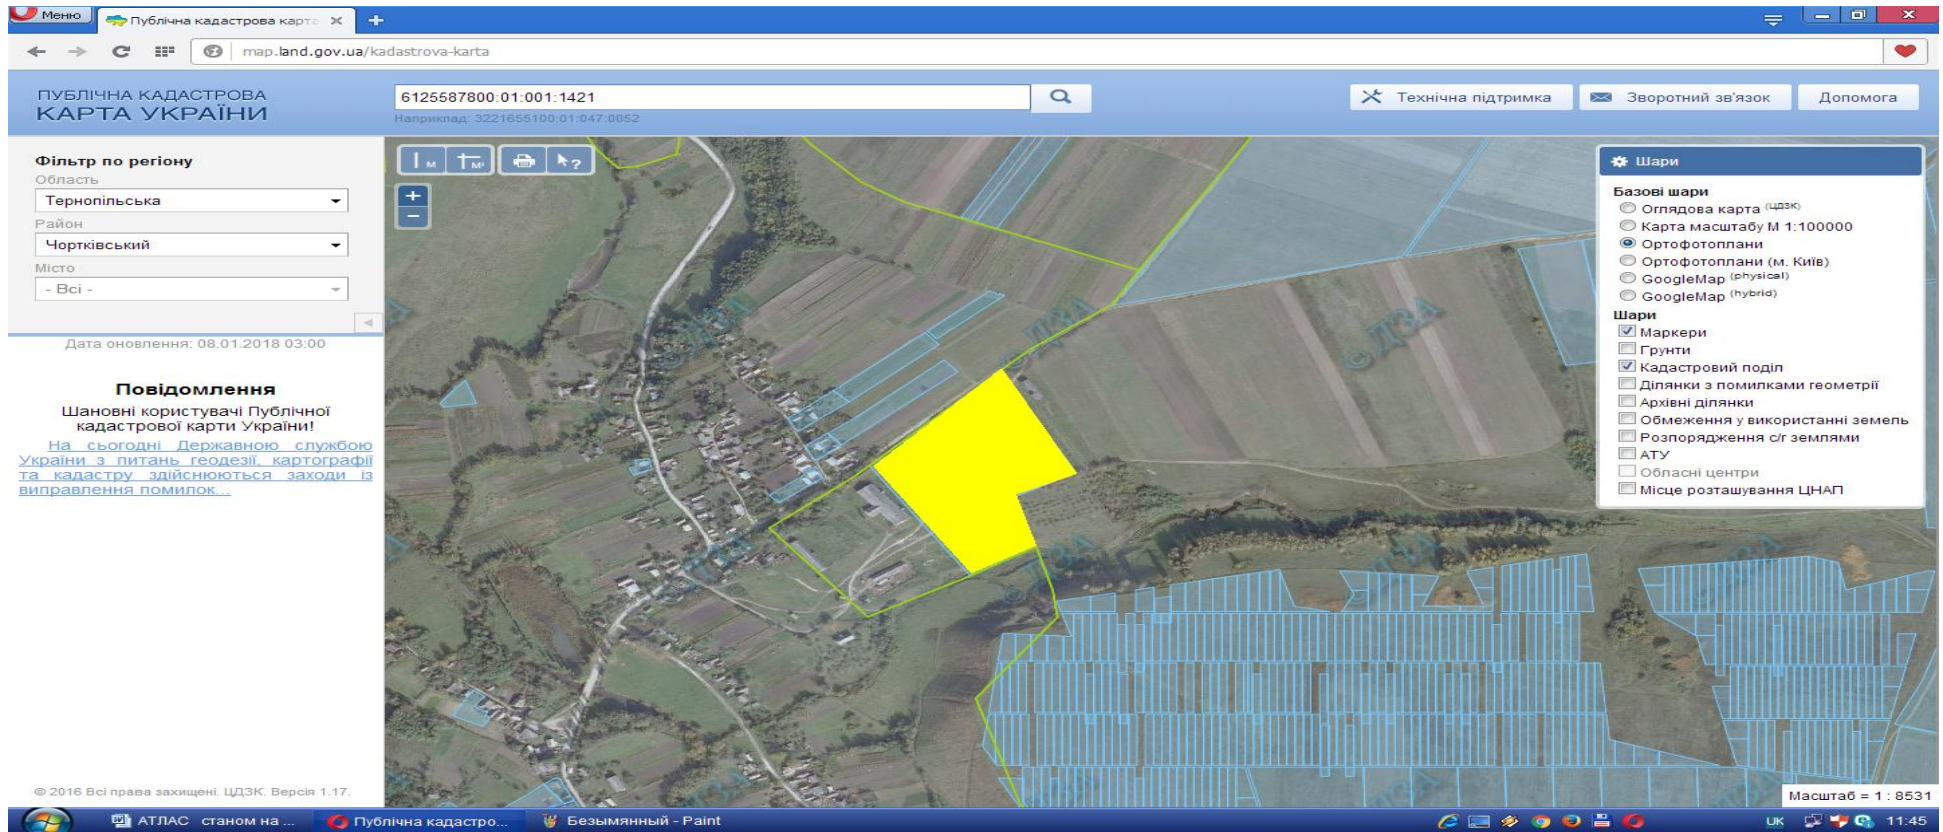 Меню
Публічна кадастрова карта
map.land.gov.ua/kadastrova-karta
ПУБЛІЧНА КАДАСТРОВА
КАРТА УКРАЇНИ
6125587800:01:001:1421
Наприклад: 3221655100:01:047:0052
Технічна підтримка
Зворотний зв'язок
Допомога
Фільтр по регіону
Область
Тернопільська
Район
Чортківський
Місто
- Всі -
Дата оновлення: 08.01.2018 03:00
Повідомлення
Шановні користувачі Публічної
кадастрової карти України!
На сьогодні Державною службою
України з питань геодезії, картографії
та кадастру здійснюються заходи із
виправлення помилок...
© 2016 Всі права захищені. ЦДЗК. Версія 1.17.
М
М²
?
+
−
© ДЗА
© ДЗА
© ДЗА
Шари
Базові шари
Оглядова карта (ЦДЗК)
Карта масштабу М 1:100000
Ортофотоплани
Ортофотоплани (м. Київ)
GoogleMap (physical)
GoogleMap (hybrid)
Шари
Маркери
Грунти
Кадастровий поділ
Ділянки з помилками геометрії
Архівні ділянки
Обмеження у використанні земель
Розпорядження с/г землями
АТУ
Обласні центри
Місце розташування ЦНАП
Масштаб = 1 : 8531
АТЛАС станом на ...
Публічна кадастро...
Безымянный - Paint
UK
11:45